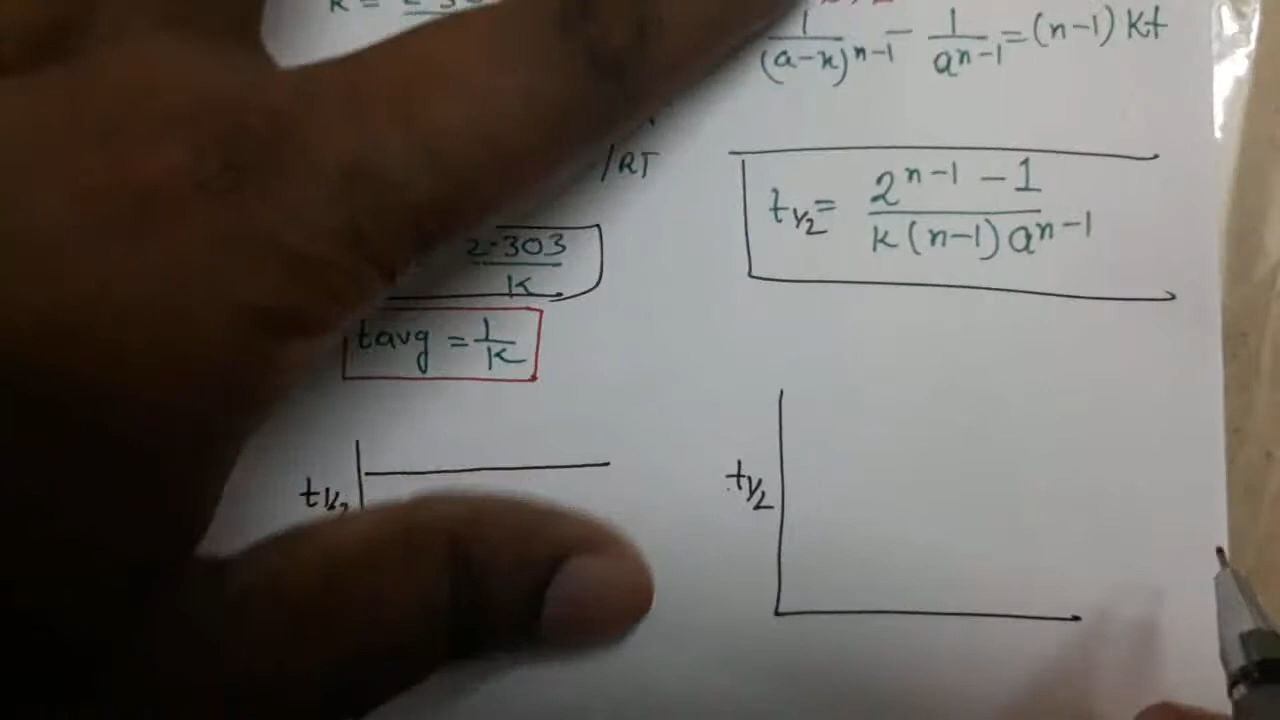 1/(a-x)^n-1 - 1/a^n-1 = (n-1) Kt
/RT
t1/2 = 2^n-1 - 1 / K(n-1) a^n-1
2.303/K
tavg = 1/K
t1/2
t1/2